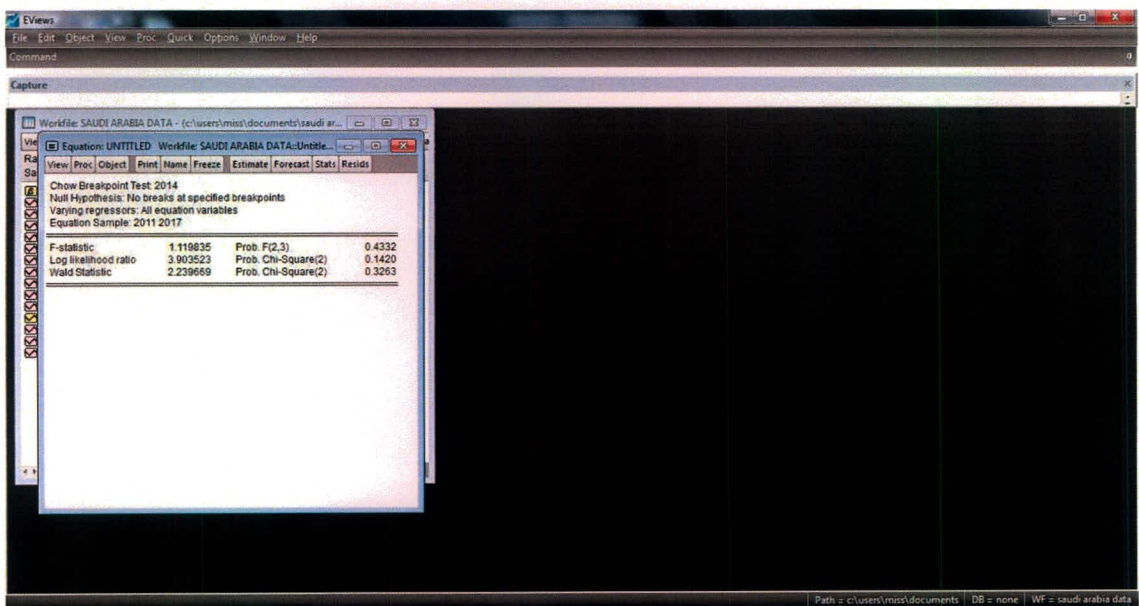 EViews
File Edit Object View Proc Quick Options Window Help
Command
Capture
Workfile: SAUDI ARABIA DATA - (c:\users\miss\documents\saudi ar...
Equation: UNTITLED Workfile: SAUDI ARABIA DATA::Untitle...
View Proc Object Print Name Freeze Estimate Forecast Stats Resids
Chow Breakpoint Test: 2014
Null Hypothesis: No breaks at specified breakpoints
Varying regressors: All equation variables
Equation Sample: 2011 2017
F-statistic 1.119835 Prob. F(2,3) 0.4332
Log likelihood ratio 3.903523 Prob. Chi-Square(2) 0.1420
Wald Statistic 2.239669 Prob. Chi-Square(2) 0.3263
Path = c:\users\miss\documents DB = none WF = saudi arabia data